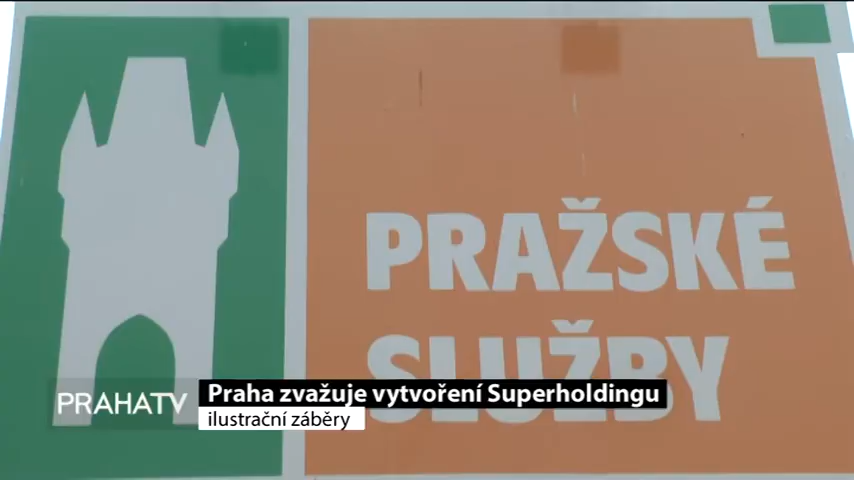 PRAŽSKÉ
SLUŽBY
PRAHATV
Praha zvažuje vytvoření Superholdingu
ilustrační záběry